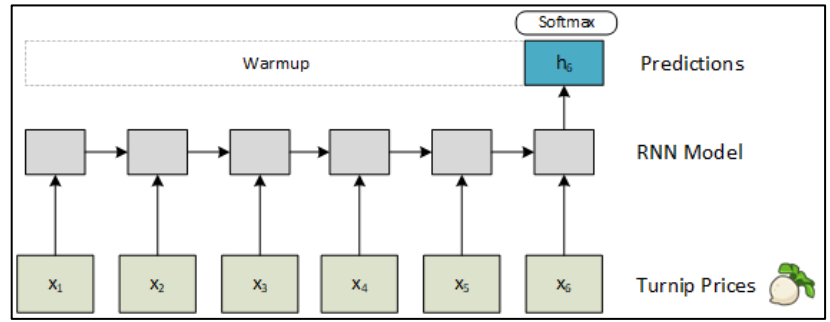 Softmax
Warmup
h₆
Predictions
RNN Model
x₁ x₂ x₃ x₄ x₅ x₆
Turnip Prices